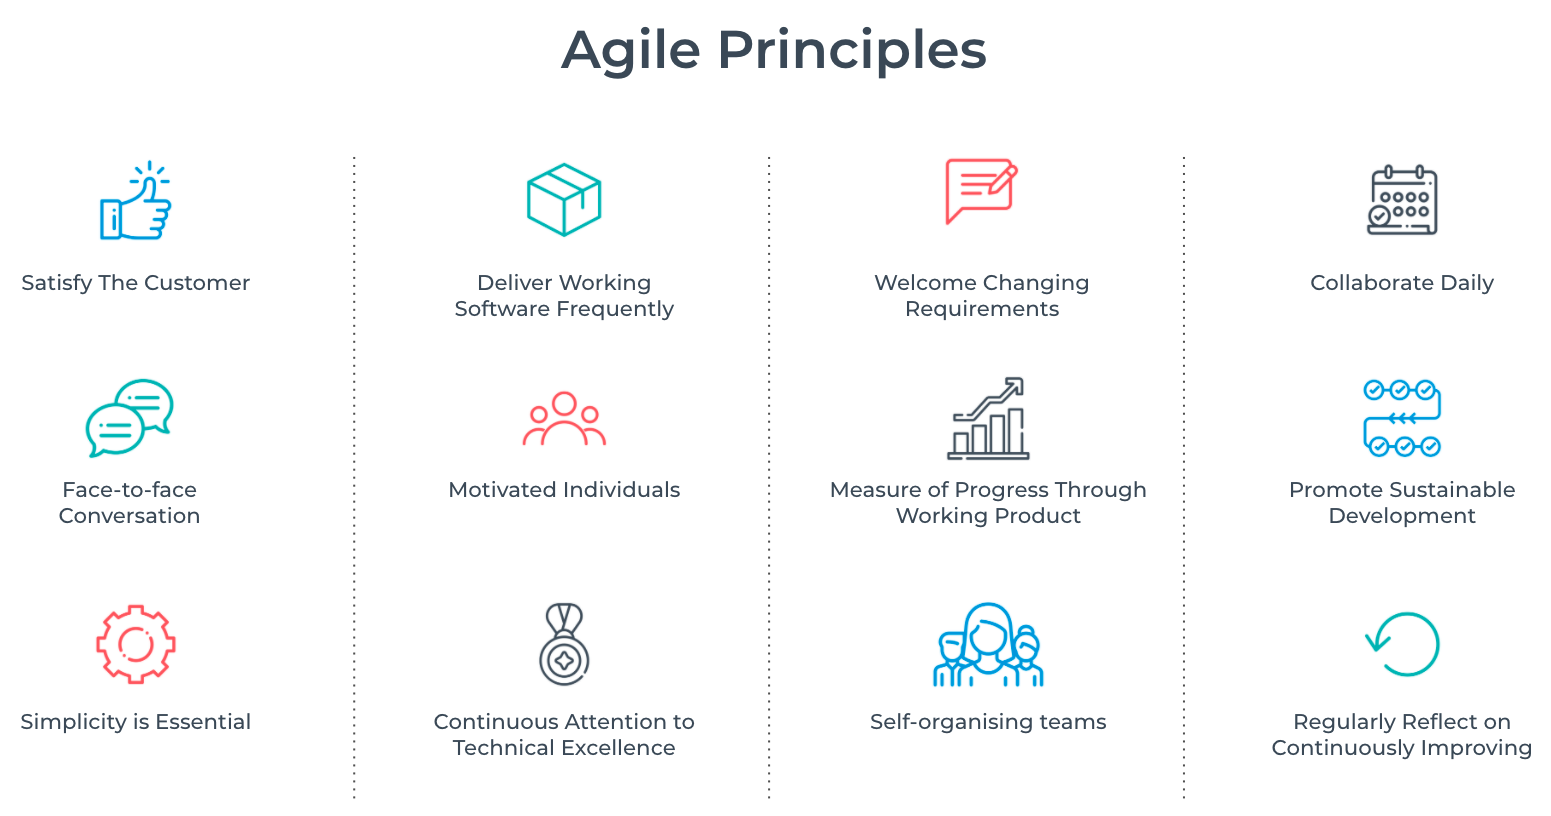 Agile Principles
Satisfy The Customer
Deliver Working
Software Frequently
Welcome Changing
Requirements
Collaborate Daily
Face-to-face
Conversation
Motivated Individuals
Measure of Progress Through
Working Product
Promote Sustainable
Development
Simplicity is Essential
Continuous Attention to
Technical Excellence
Self-organising teams
Regularly Reflect on
Continuously Improving